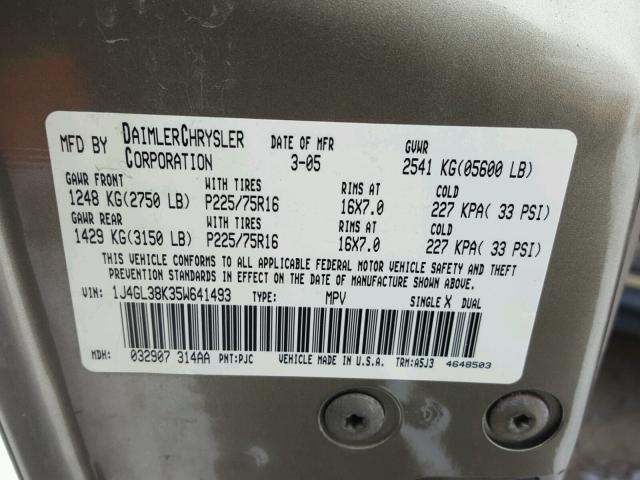 MFD BY DAIMLERCHRYSLER CORPORATION DATE OF MFR 3-05 GVWR 2541 KG(05600 LB)
GAWR FRONT WITH TIRES RIMS AT COLD
1248 KG(2750 LB) P225/75R16 16X7.0 227 KPA( 33 PSI)
GAWR REAR WITH TIRES RIMS AT COLD
1429 KG(3150 LB) P225/75R16 16X7.0 227 KPA( 33 PSI)
THIS VEHICLE CONFORMS TO ALL APPLICABLE FEDERAL MOTOR VEHICLE SAFETY AND THEFT
PREVENTION STANDARDS IN EFFECT ON THE DATE OF MANUFACTURE SHOWN ABOVE.
VIN: 1J4GL38K35W641493 TYPE: MPV SINGLE X DUAL
MDH: 032907 314AA PNT:PJC VEHICLE MADE IN U.S.A. TRM:A5J3 4648503